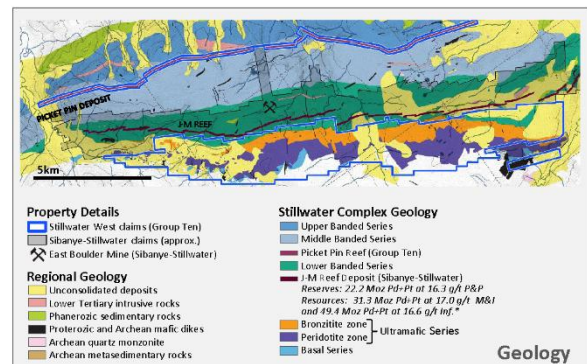 PICKET PIN DEPOSIT
J-M REEF
5km
Property Details
Stillwater West claims (Group Ten)
Sibanye-Stillwater claims (approx.)
East Boulder Mine (Sibanye-Stillwater)
Regional Geology
Unconsolidated deposits
Lower Tertiary intrusive rocks
Phanerozic sedimentary rocks
Proterozic and Archean mafic dikes
Archean quartz monzonite
Archean metasedimentary rocks
Stillwater Complex Geology
Upper Banded Series
Middle Banded Series
Picket Pin Reef (Group Ten)
Lower Banded Series
J-M Reef Deposit (Sibanye-Stillwater)
Reserves: 22.2 Moz Pd+Pt at 16.3 g/t P&P
Resources: 31.3 Moz Pd+Pt at 17.0 g/t M&I
and 49.4 Moz Pd+Pt at 16.6 g/t Inf.*
Bronzitite zone
Ultramafic Series
Peridotite zone
Basal Series
Geology